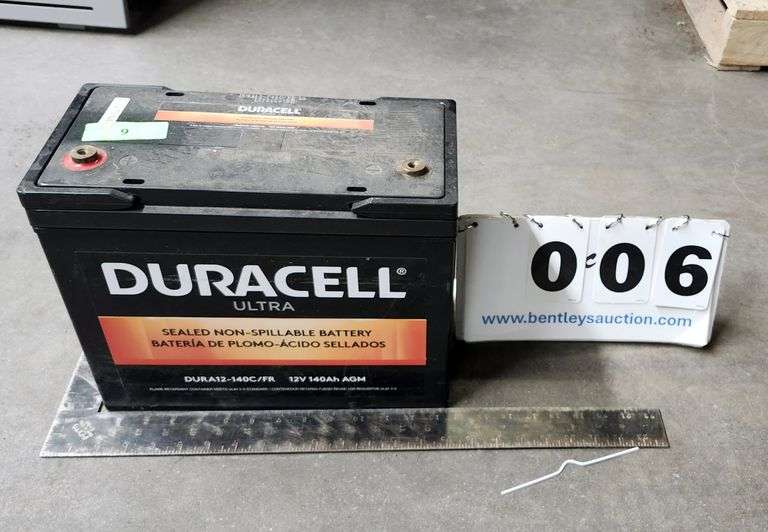 DURACELL
9
DURACELL®
ULTRA
SEALED NON-SPILLABLE BATTERY
BATERÍA DE PLOMO-ÁCIDO SELLADOS
DURA12-140C/FR 12V 140Ah AGM
006
www.bentleysauction.com